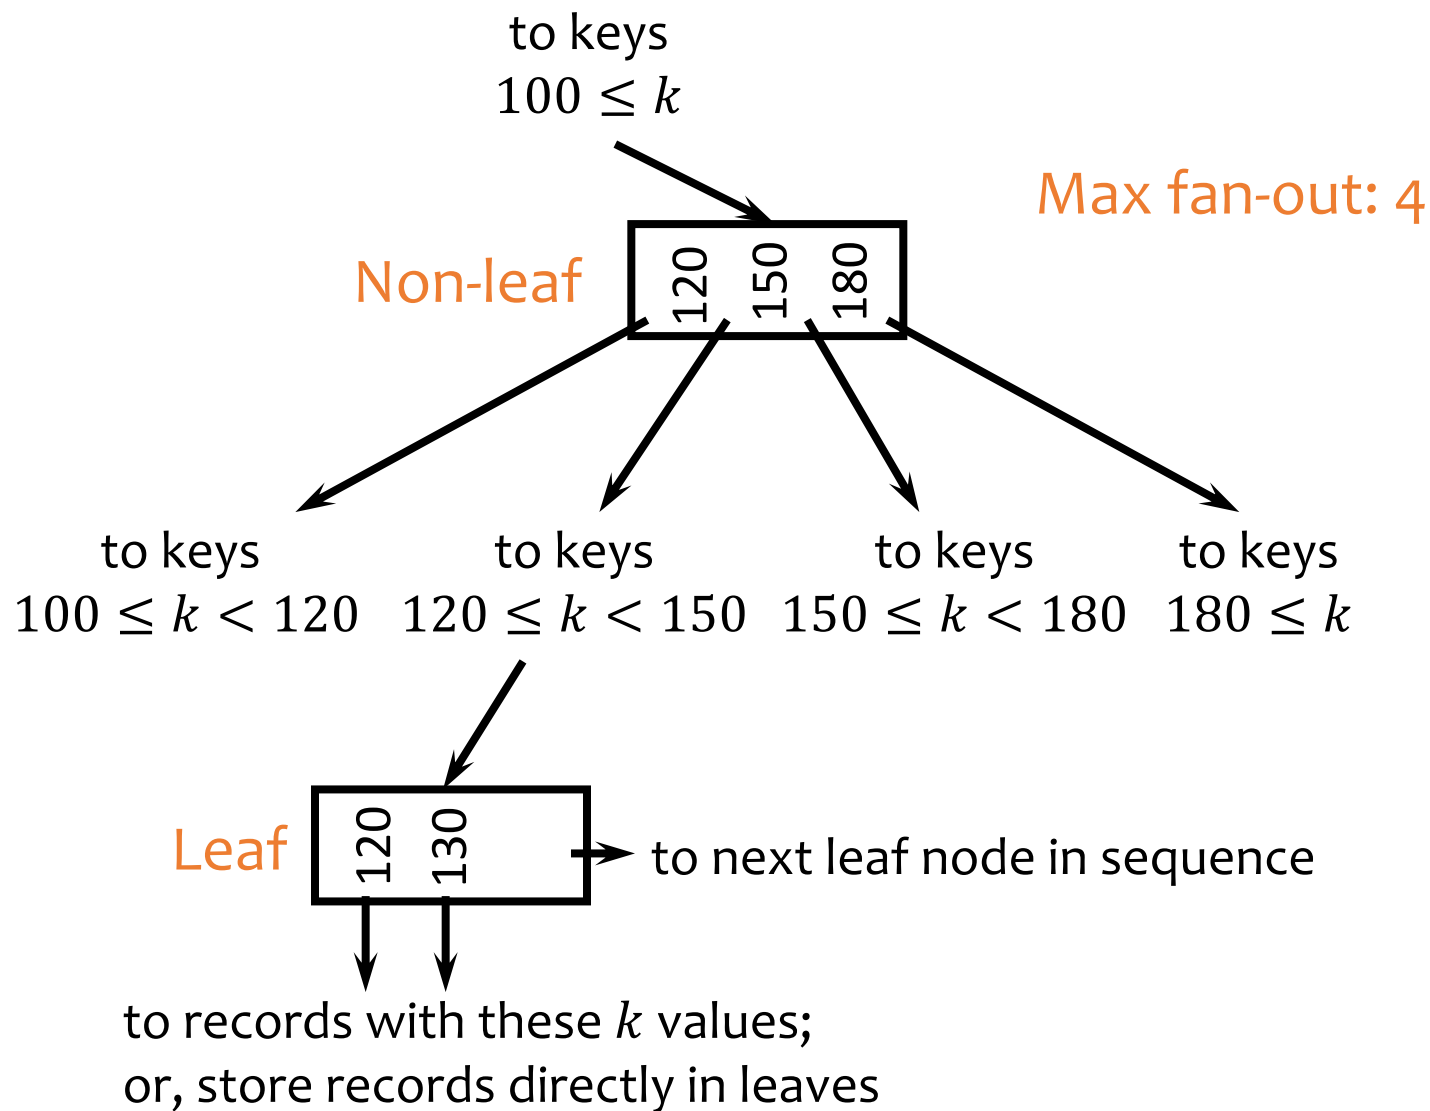 to keys
100 ≤ k
Max fan-out: 4
Non-leaf
120 150 180
to keys to keys to keys to keys
100 ≤ k < 120 120 ≤ k < 150 150 ≤ k < 180 180 ≤ k
Leaf
120 130
to next leaf node in sequence
to records with these k values;
or, store records directly in leaves